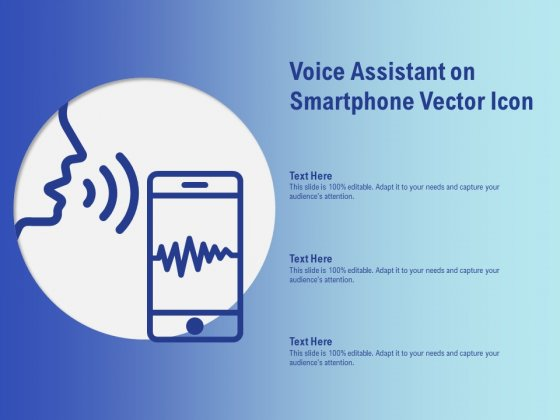 Voice Assistant on
Smartphone Vector Icon
Text Here
This slide is 100% editable. Adapt it to your needs and capture your
audience's attention.
Text Here
This slide is 100% editable. Adapt it to your needs and capture your
audience's attention.
Text Here
This slide is 100% editable. Adapt it to your needs and capture your
audience's attention.